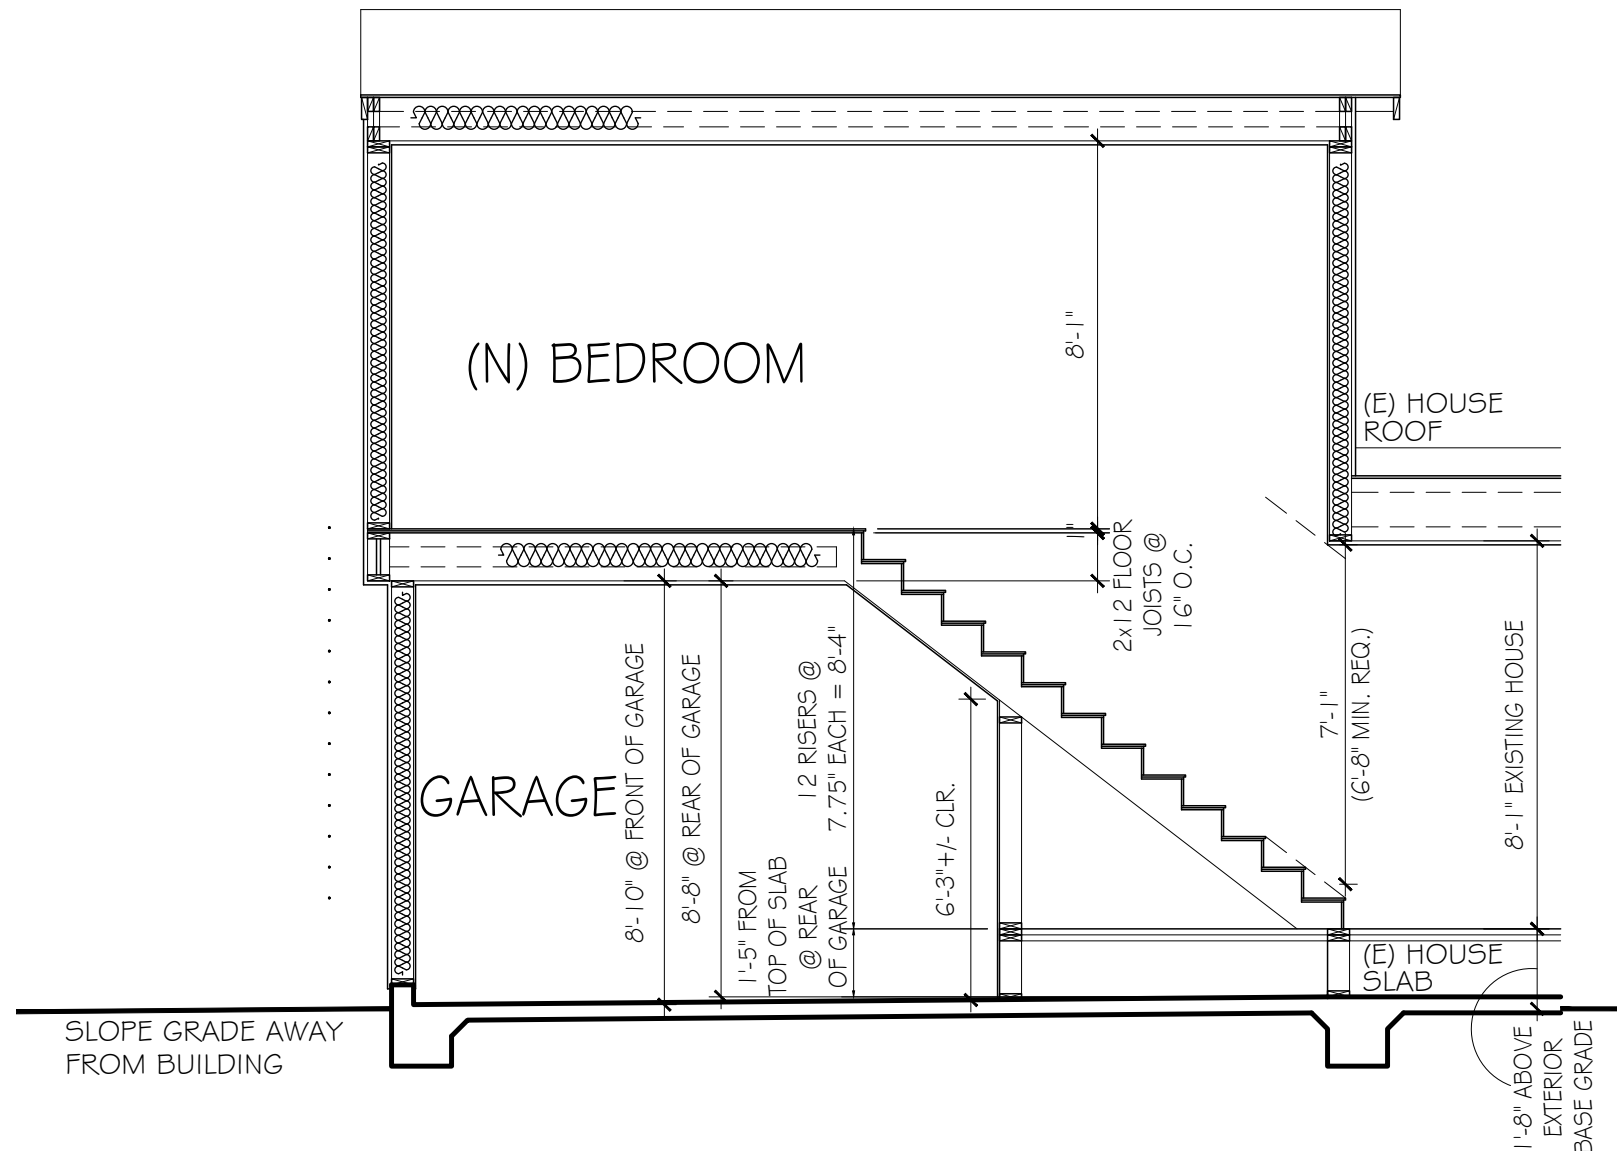 (N) BEDROOM
8'-1"
(E) HOUSE
ROOF
1"
2x12 FLOOR
JOISTS @
16" O.C.
GARAGE
8'-10" @ FRONT OF GARAGE
8'-8" @ REAR OF GARAGE
12 RISERS @
7.75" EACH = 8'-4"
1'-5" FROM
TOP OF SLAB
@ REAR
OF GARAGE
6'-3"+/- CLR.
7'-1"
(6'-8" MIN. REQ.)
8'-1" EXISTING HOUSE
(E) HOUSE
SLAB
SLOPE GRADE AWAY
FROM BUILDING
1'-8" ABOVE
EXTERIOR
BASE GRADE